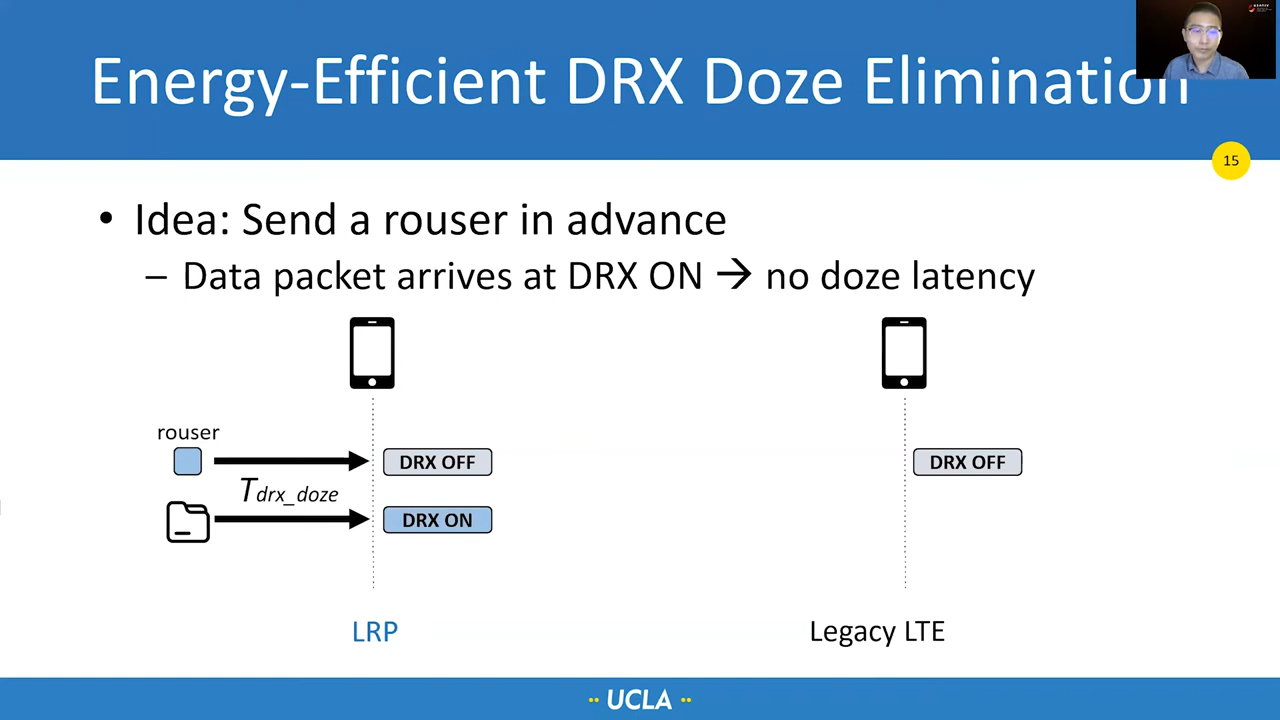 Energy-Efficient DRX Doze Elimination
15
• Idea: Send a rouser in advance
– Data packet arrives at DRX ON → no doze latency
rouser
DRX OFF
DRX OFF
Tdrx_doze
DRX ON
LRP
Legacy LTE
UCLA